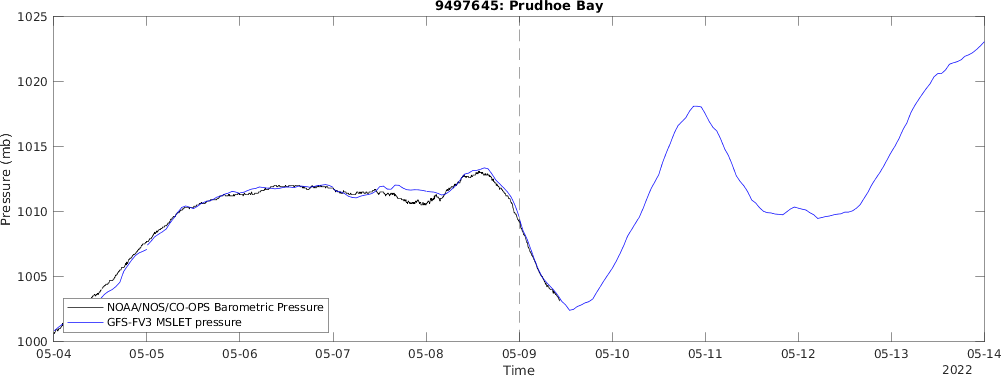 9497645: Prudhoe Bay
1025
1020
1015
1010
1005
1000
Pressure (mb)
NOAA/NOS/CO-OPS Barometric Pressure
GFS-FV3 MSLET pressure
05-04 05-05 05-06 05-07 05-08 05-09 05-10 05-11 05-12 05-13 05-14
Time
2022